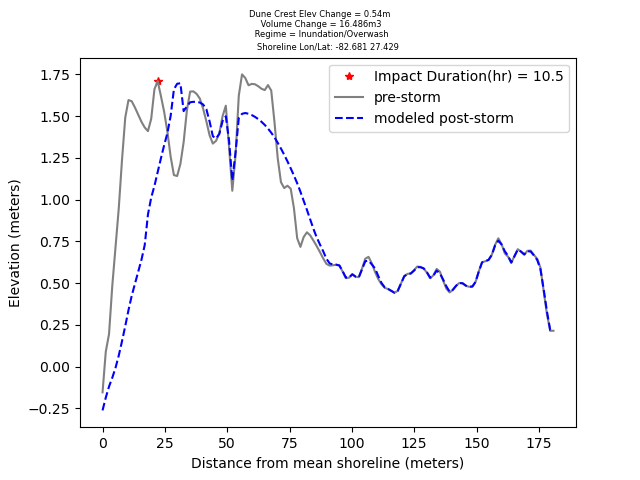 Dune Crest Elev Change = 0.54m
Volume Change = 16.486m3
Regime = Inundation/Overwash
Shoreline Lon/Lat: -82.681 27.429
Impact Duration(hr) = 10.5
pre-storm
modeled post-storm
Elevation (meters)
1.75
1.50
1.25
1.00
0.75
0.50
0.25
0.00
−0.25
0 25 50 75 100 125 150 175
Distance from mean shoreline (meters)